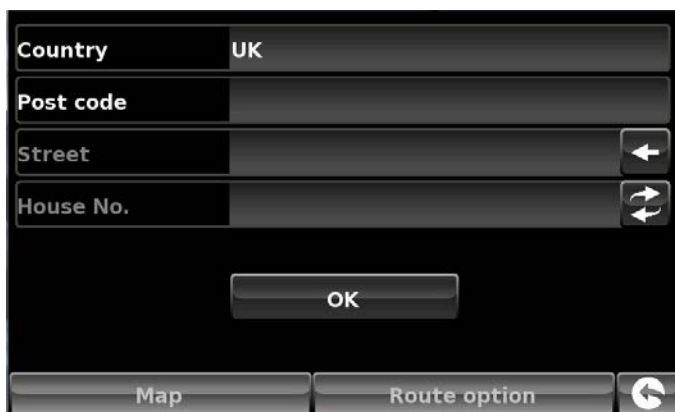 Country UK
Post code
Street
House No.
OK
Map Route option